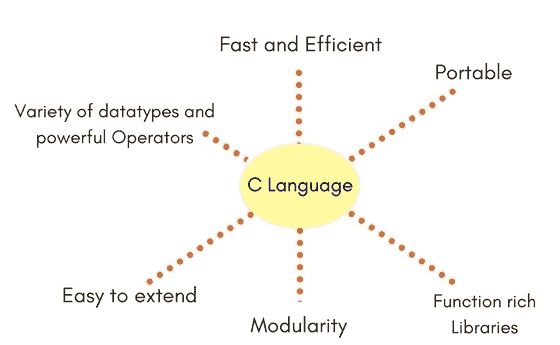 Fast and Efficient
Portable
Variety of datatypes and
powerful Operators
C Language
Easy to extend
Modularity
Function rich
Libraries